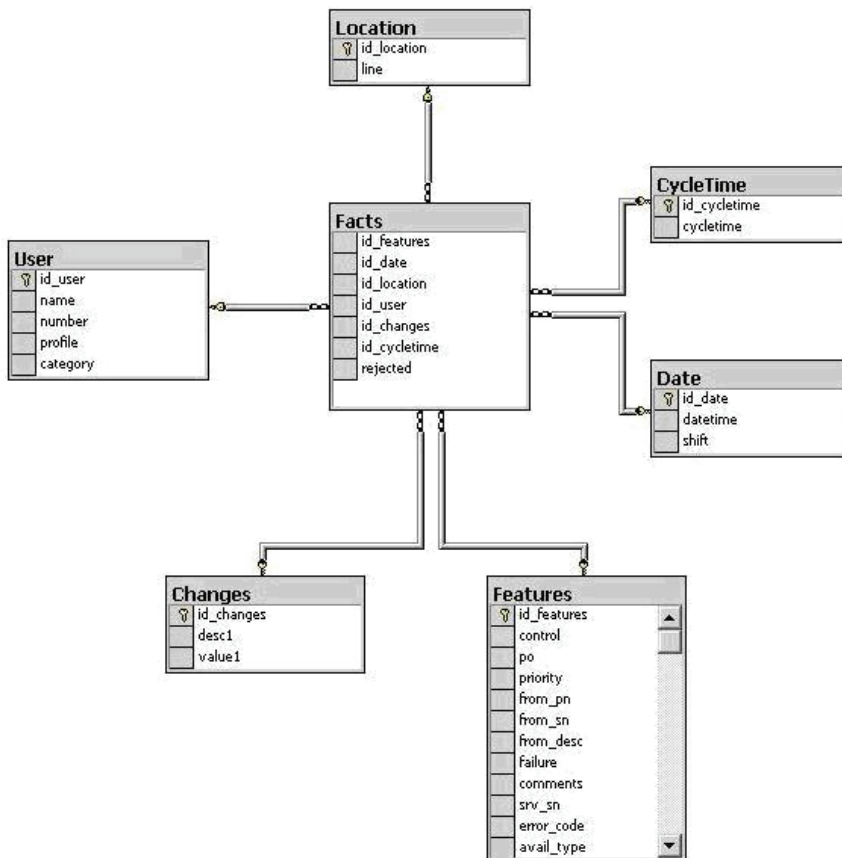 Location
id_location
line
CycleTime
id_cycletime
cycletime
Facts
id_features
id_date
id_location
id_user
id_changes
id_cycletime
rejected
User
id_user
name
number
profile
category
Date
id_date
datetime
shift
Changes
id_changes
desc1
value1
Features
id_features
control
po
priority
from_pn
from_sn
from_desc
failure
comments
srv_sn
error_code
avail_type